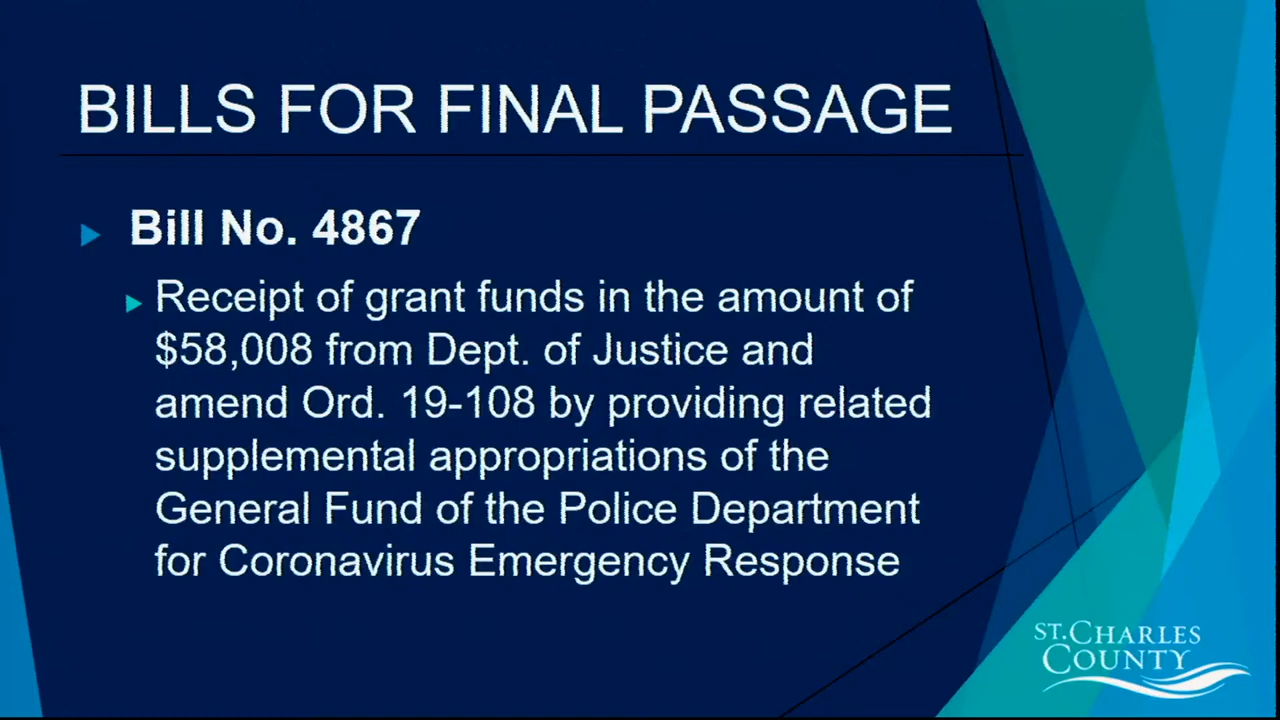 BILLS FOR FINAL PASSAGE
Bill No. 4867
Receipt of grant funds in the amount of
$58,008 from Dept. of Justice and
amend Ord. 19-108 by providing related
supplemental appropriations of the
General Fund of the Police Department
for Coronavirus Emergency Response
ST. CHARLES
COUNTY